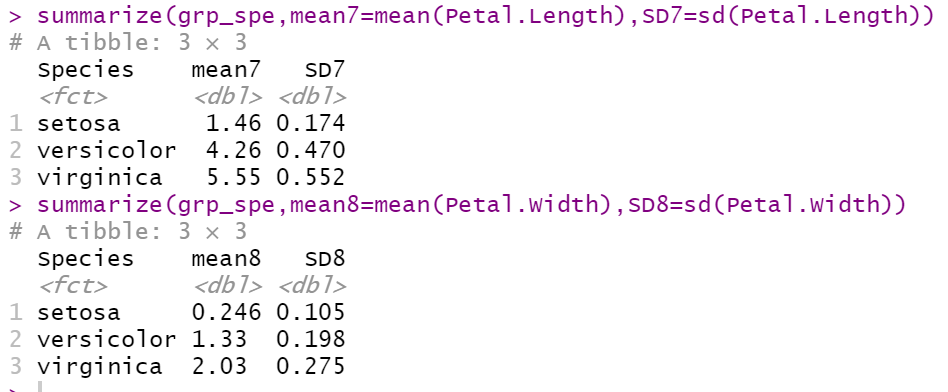 > summarize(grp_spe,mean7=mean(Petal.Length),SD7=sd(Petal.Length))
# A tibble: 3 × 3
  Species    mean7   SD7
  <fct>      <dbl> <dbl>
1 setosa      1.46 0.174
2 versicolor  4.26 0.470
3 virginica   5.55 0.552
> summarize(grp_spe,mean8=mean(Petal.Width),SD8=sd(Petal.Width))
# A tibble: 3 × 3
  Species    mean8   SD8
  <fct>      <dbl> <dbl>
1 setosa     0.246 0.105
2 versicolor 1.33  0.198
3 virginica  2.03  0.275
>